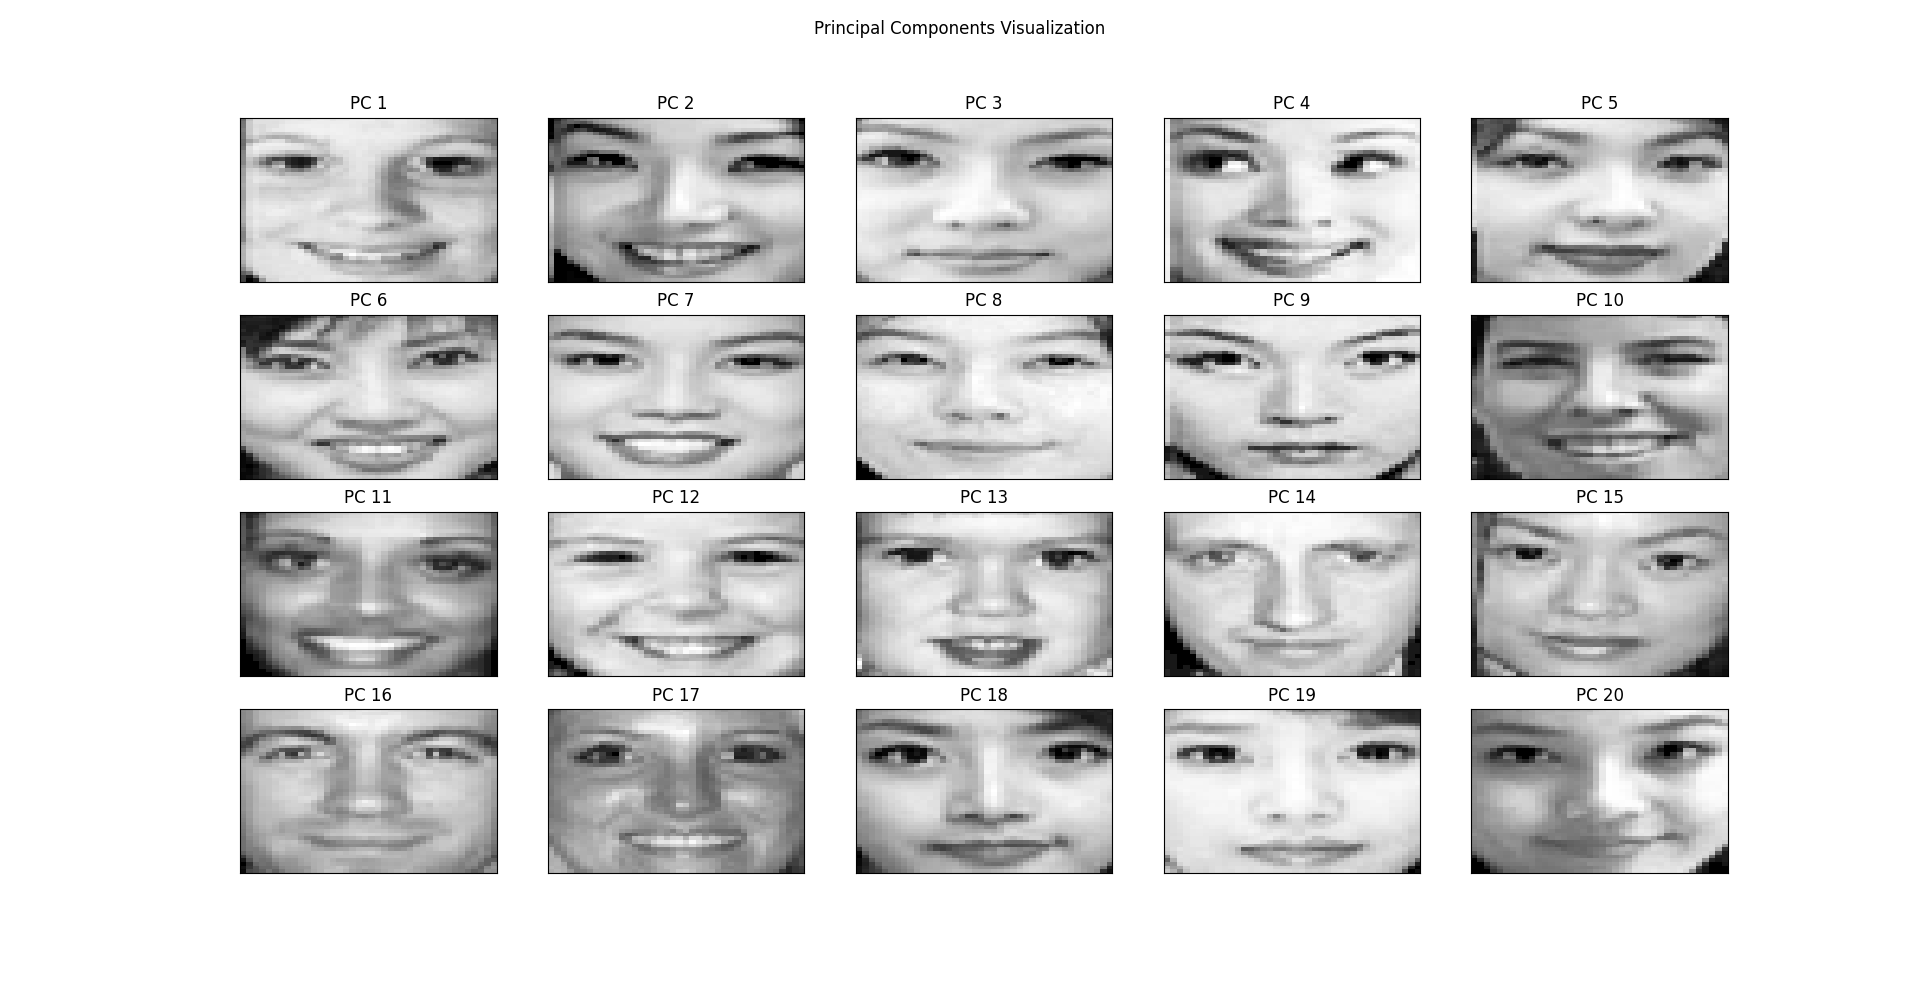 Principal Components Visualization
PC 1 PC 2 PC 3 PC 4 PC 5
PC 6 PC 7 PC 8 PC 9 PC 10
PC 11 PC 12 PC 13 PC 14 PC 15
PC 16 PC 17 PC 18 PC 19 PC 20